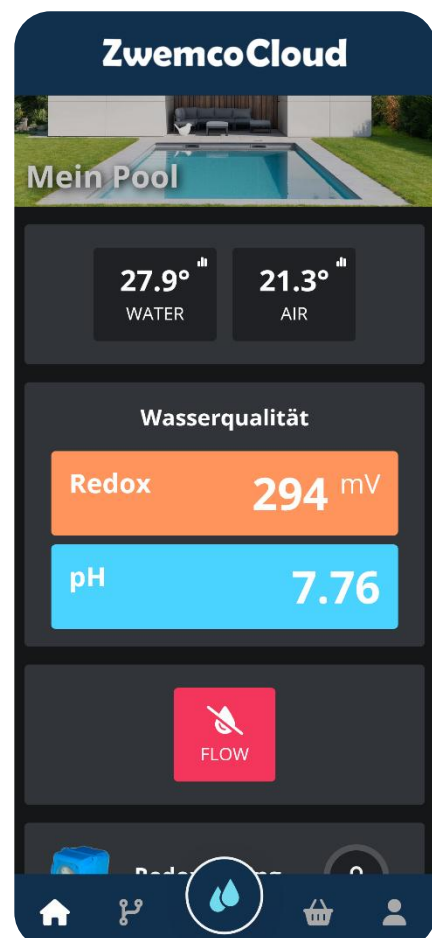 ZwemcoCloud
Mein Pool
27.9°
WATER
21.3°
AIR
Wasserqualität
Redox
294 mV
pH
7.76
FLOW